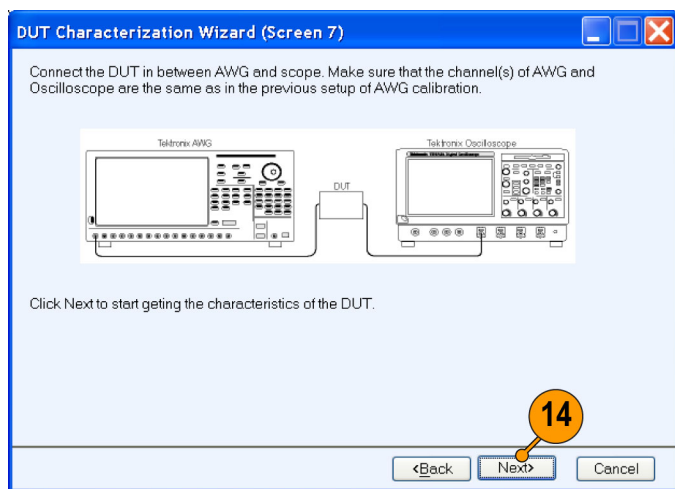 DUT Characterization Wizard (Screen 7)
Connect the DUT in between AWG and scope. Make sure that the channel(s) of AWG and
Oscilloscope are the same as in the previous setup of AWG calibration.
Tektronix AWG
Tektronix Oscilloscope
DUT
Click Next to start geting the characteristics of the DUT.
14
<Back
Next>
Cancel